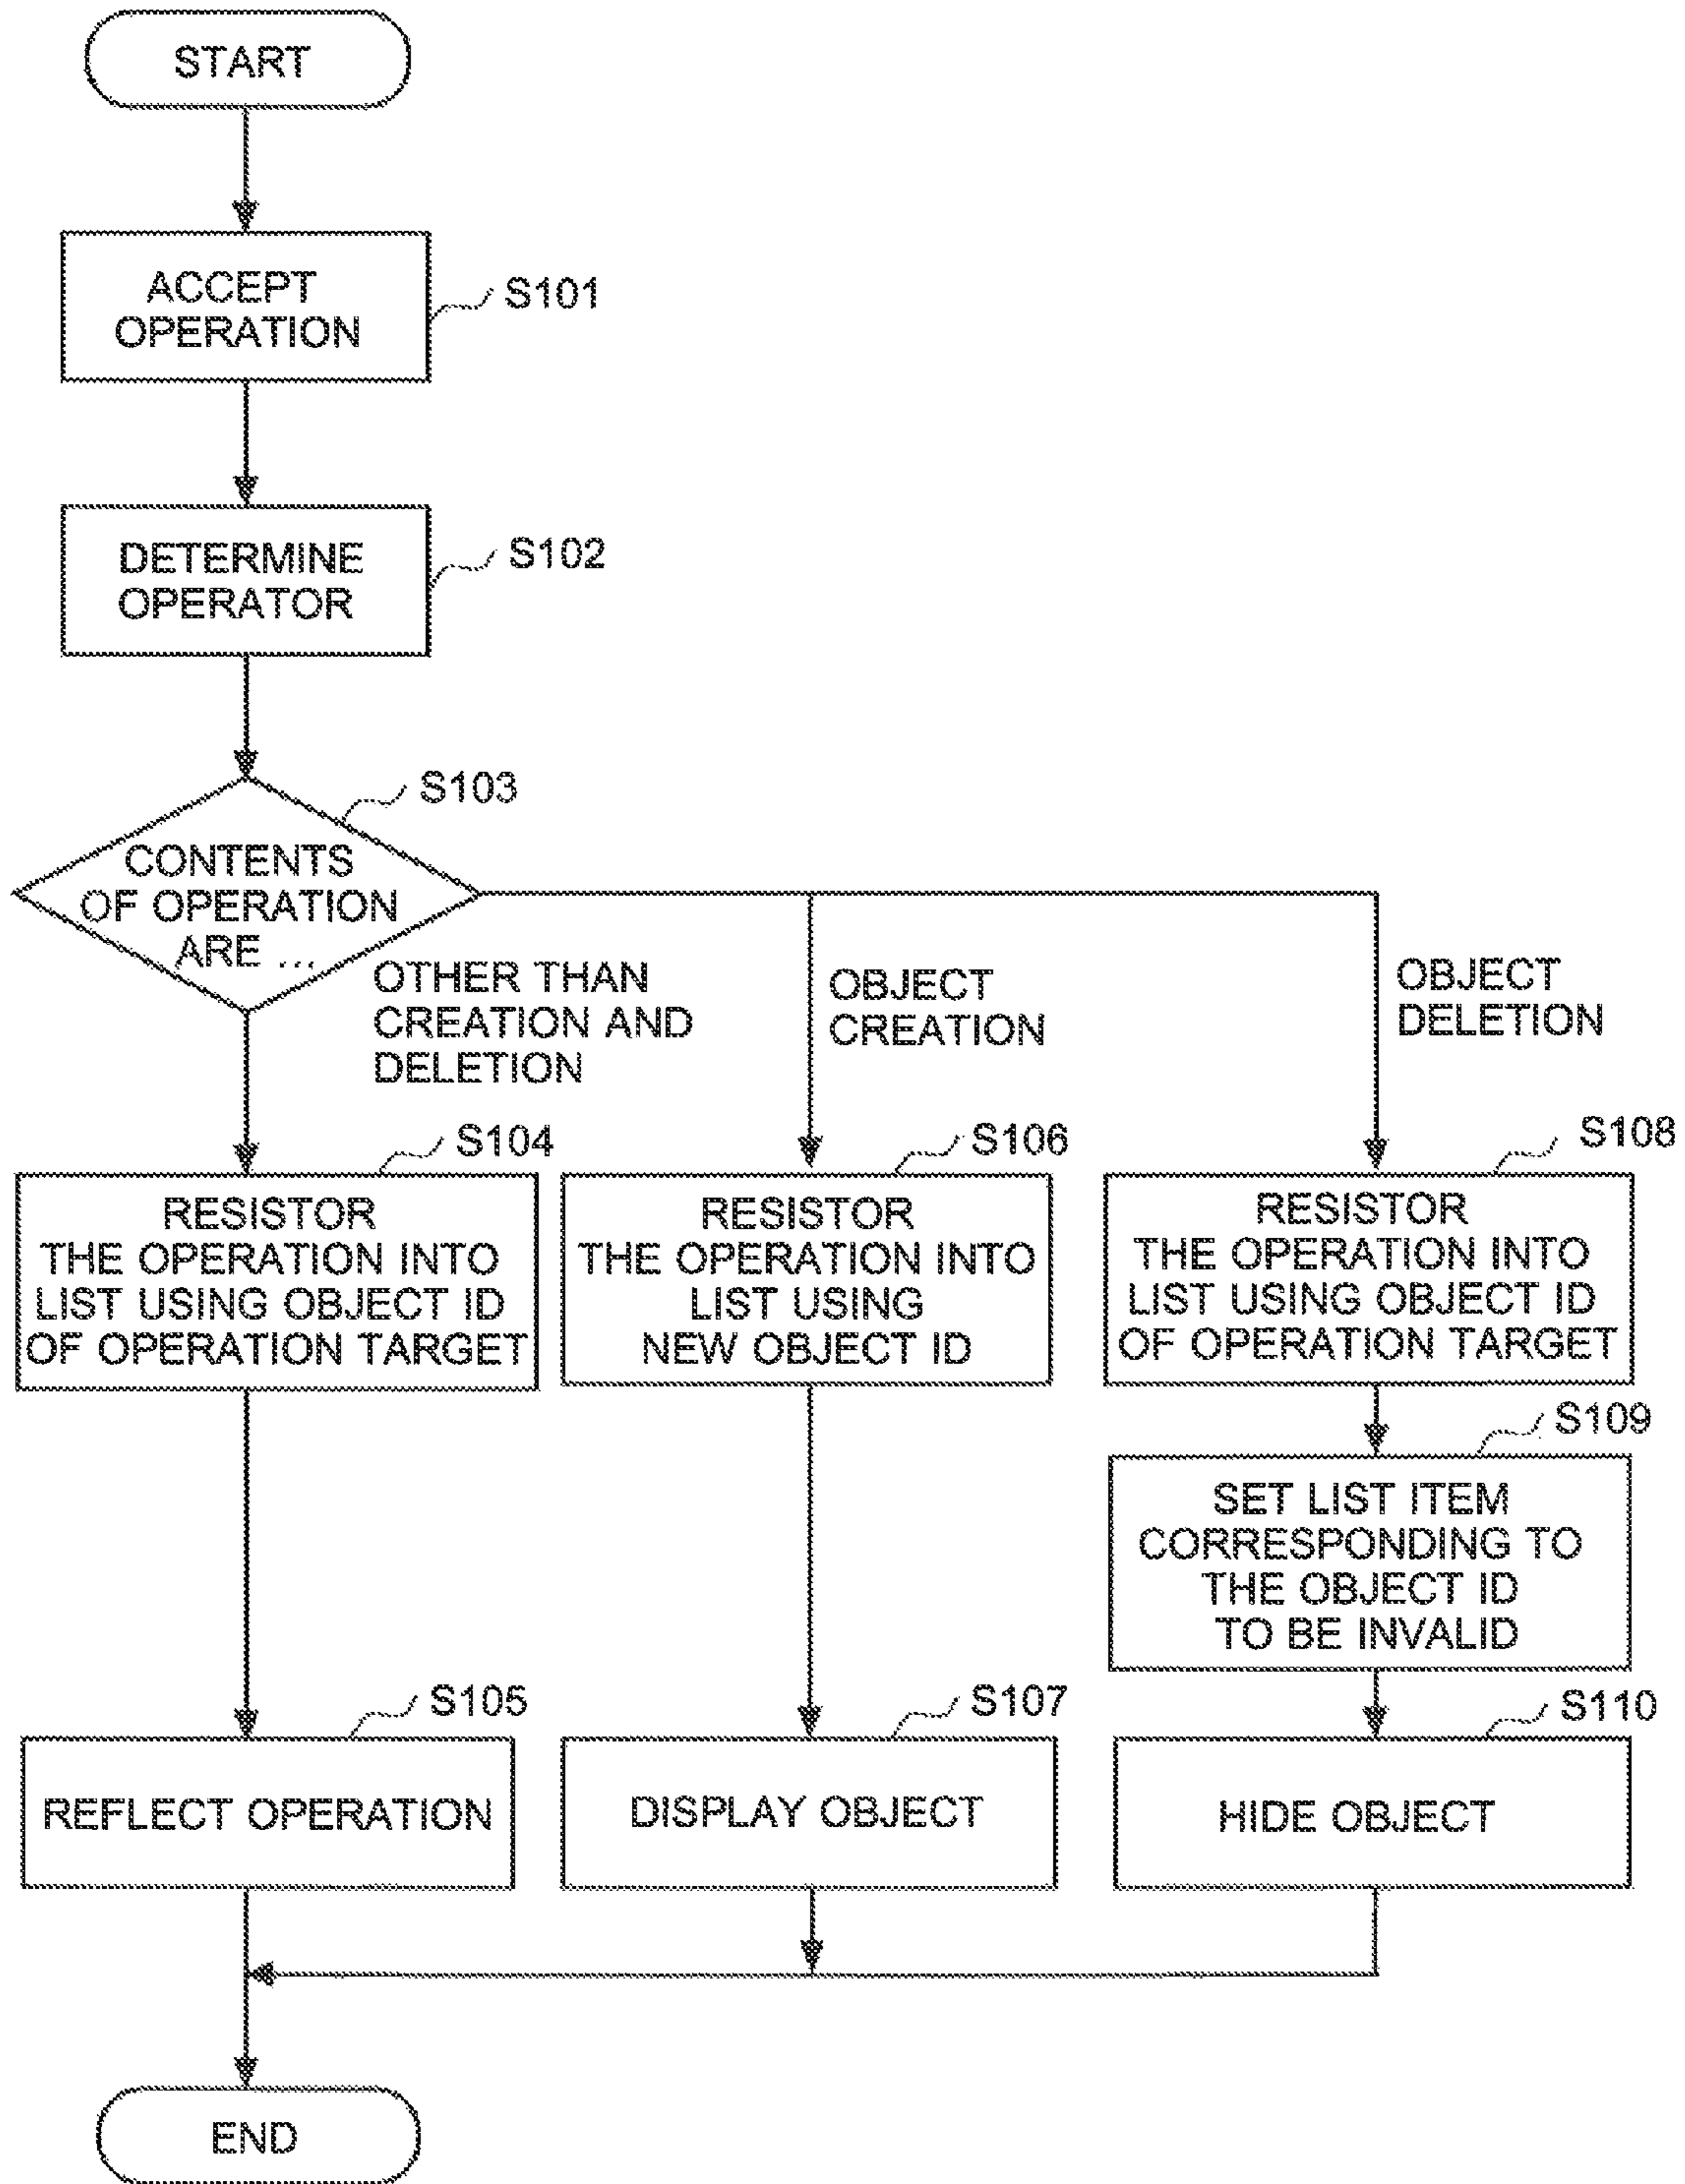 START
ACCEPT
OPERATION
S101
DETERMINE
OPERATOR
S102
S103
CONTENTS
OF OPERATION
ARE ...
OTHER THAN
CREATION AND
DELETION
OBJECT
CREATION
OBJECT
DELETION
S104
RESISTOR
THE OPERATION INTO
LIST USING OBJECT ID
OF OPERATION TARGET
S106
RESISTOR
THE OPERATION INTO
LIST USING
NEW OBJECT ID
S108
RESISTOR
THE OPERATION INTO
LIST USING OBJECT ID
OF OPERATION TARGET
S109
SET LIST ITEM
CORRESPONDING TO
THE OBJECT ID
TO BE INVALID
S105
REFLECT OPERATION
S107
DISPLAY OBJECT
S110
HIDE OBJECT
END